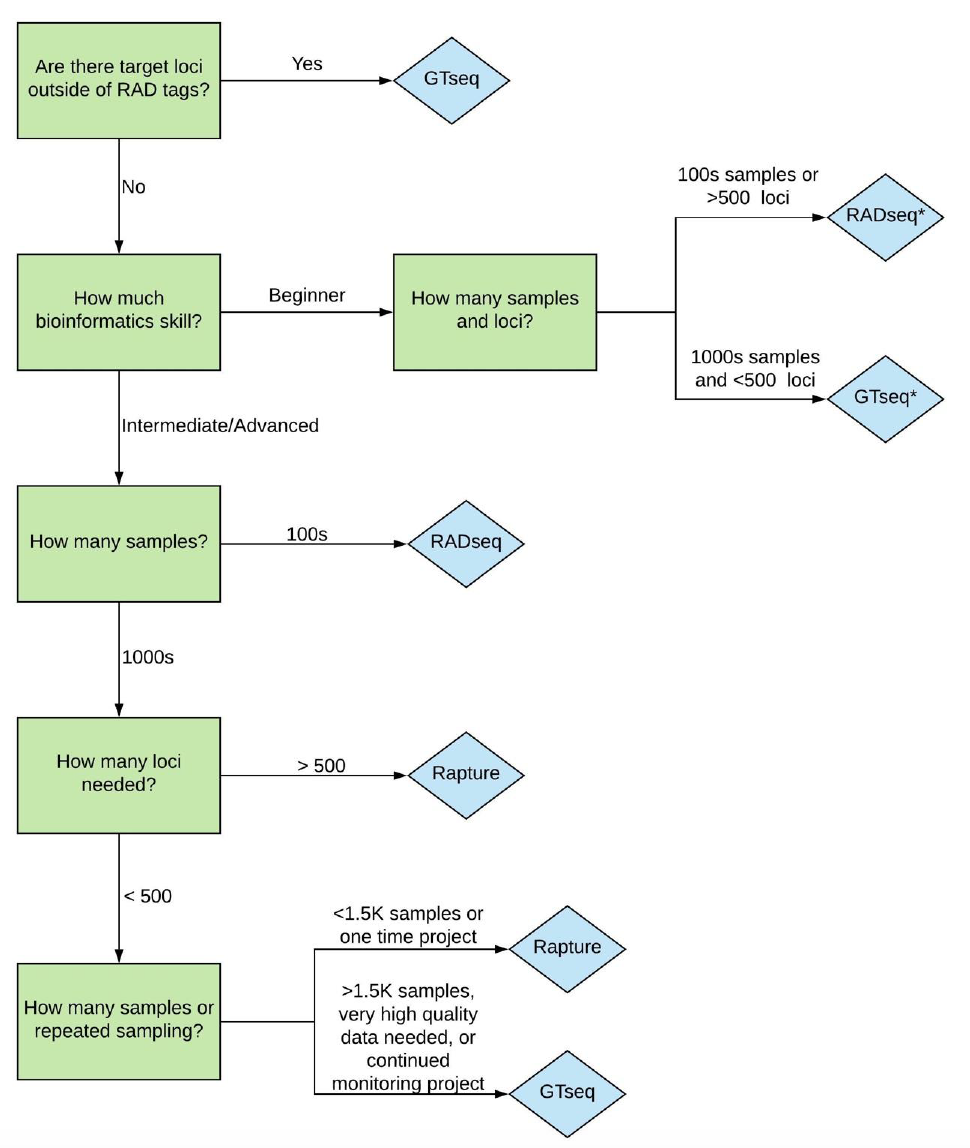 Are there target loci
outside of RAD tags?
Yes
GTseq
No
How much
bioinformatics skill?
Beginner
How many samples
and loci?
100s samples or
>500 loci
RADseq*
1000s samples
and <500 loci
GTseq*
Intermediate/Advanced
How many samples?
100s
RADseq
1000s
How many loci
needed?
> 500
Rapture
< 500
How many samples or
repeated sampling?
<1.5K samples or
one time project
Rapture
>1.5K samples,
very high quality
data needed, or
continued
monitoring project
GTseq